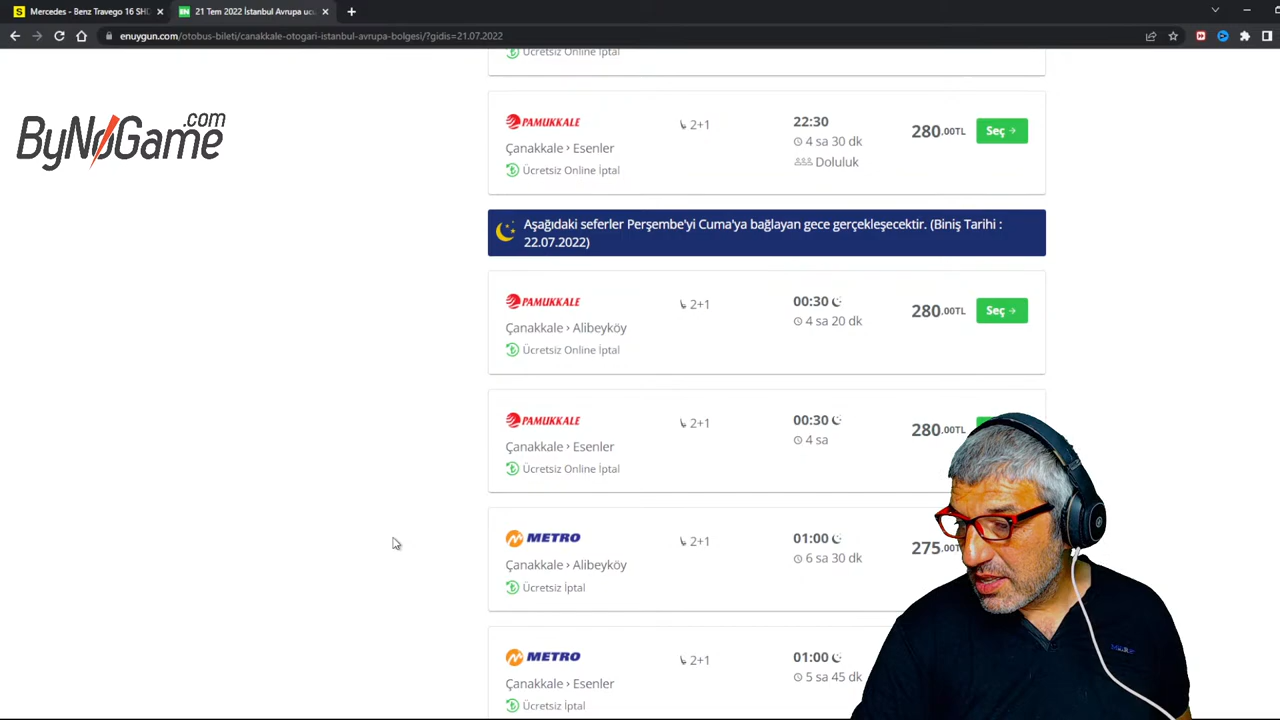 Mercedes - Benz Travego 16 SHD
21 Tem 2022 İstanbul Avrupa ucu
enuygun.com/otobus-bileti/canakkale-otogari-istanbul-avrupa-bolgesi/?gidis=21.07.2022
ByNoGame.com
Ücretsiz Online İptal
PAMUKKALE
2+1
22:30
280.00TL
Seç
4 sa 30 dk
Çanakkale › Esenler
Doluluk
Ücretsiz Online İptal
Aşağıdaki seferler Perşembe'yi Cuma'ya bağlayan gece gerçekleşecektir. (Biniş Tarihi :
22.07.2022)
PAMUKKALE
2+1
00:30
280.00TL
Seç
4 sa 20 dk
Çanakkale › Alibeyköy
Ücretsiz Online İptal
PAMUKKALE
2+1
00:30
280.00TL
4 sa
Çanakkale › Esenler
Ücretsiz Online İptal
METRO
2+1
01:00
275.00
6 sa 30 dk
Çanakkale › Alibeyköy
Ücretsiz İptal
METRO
2+1
01:00
5 sa 45 dk
Çanakkale › Esenler
Ücretsiz İptal